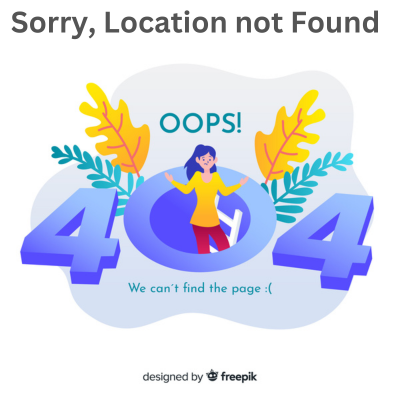 Sorry, Location not Found
OOPS!
404
We can´t find the page :(
designed by freepik